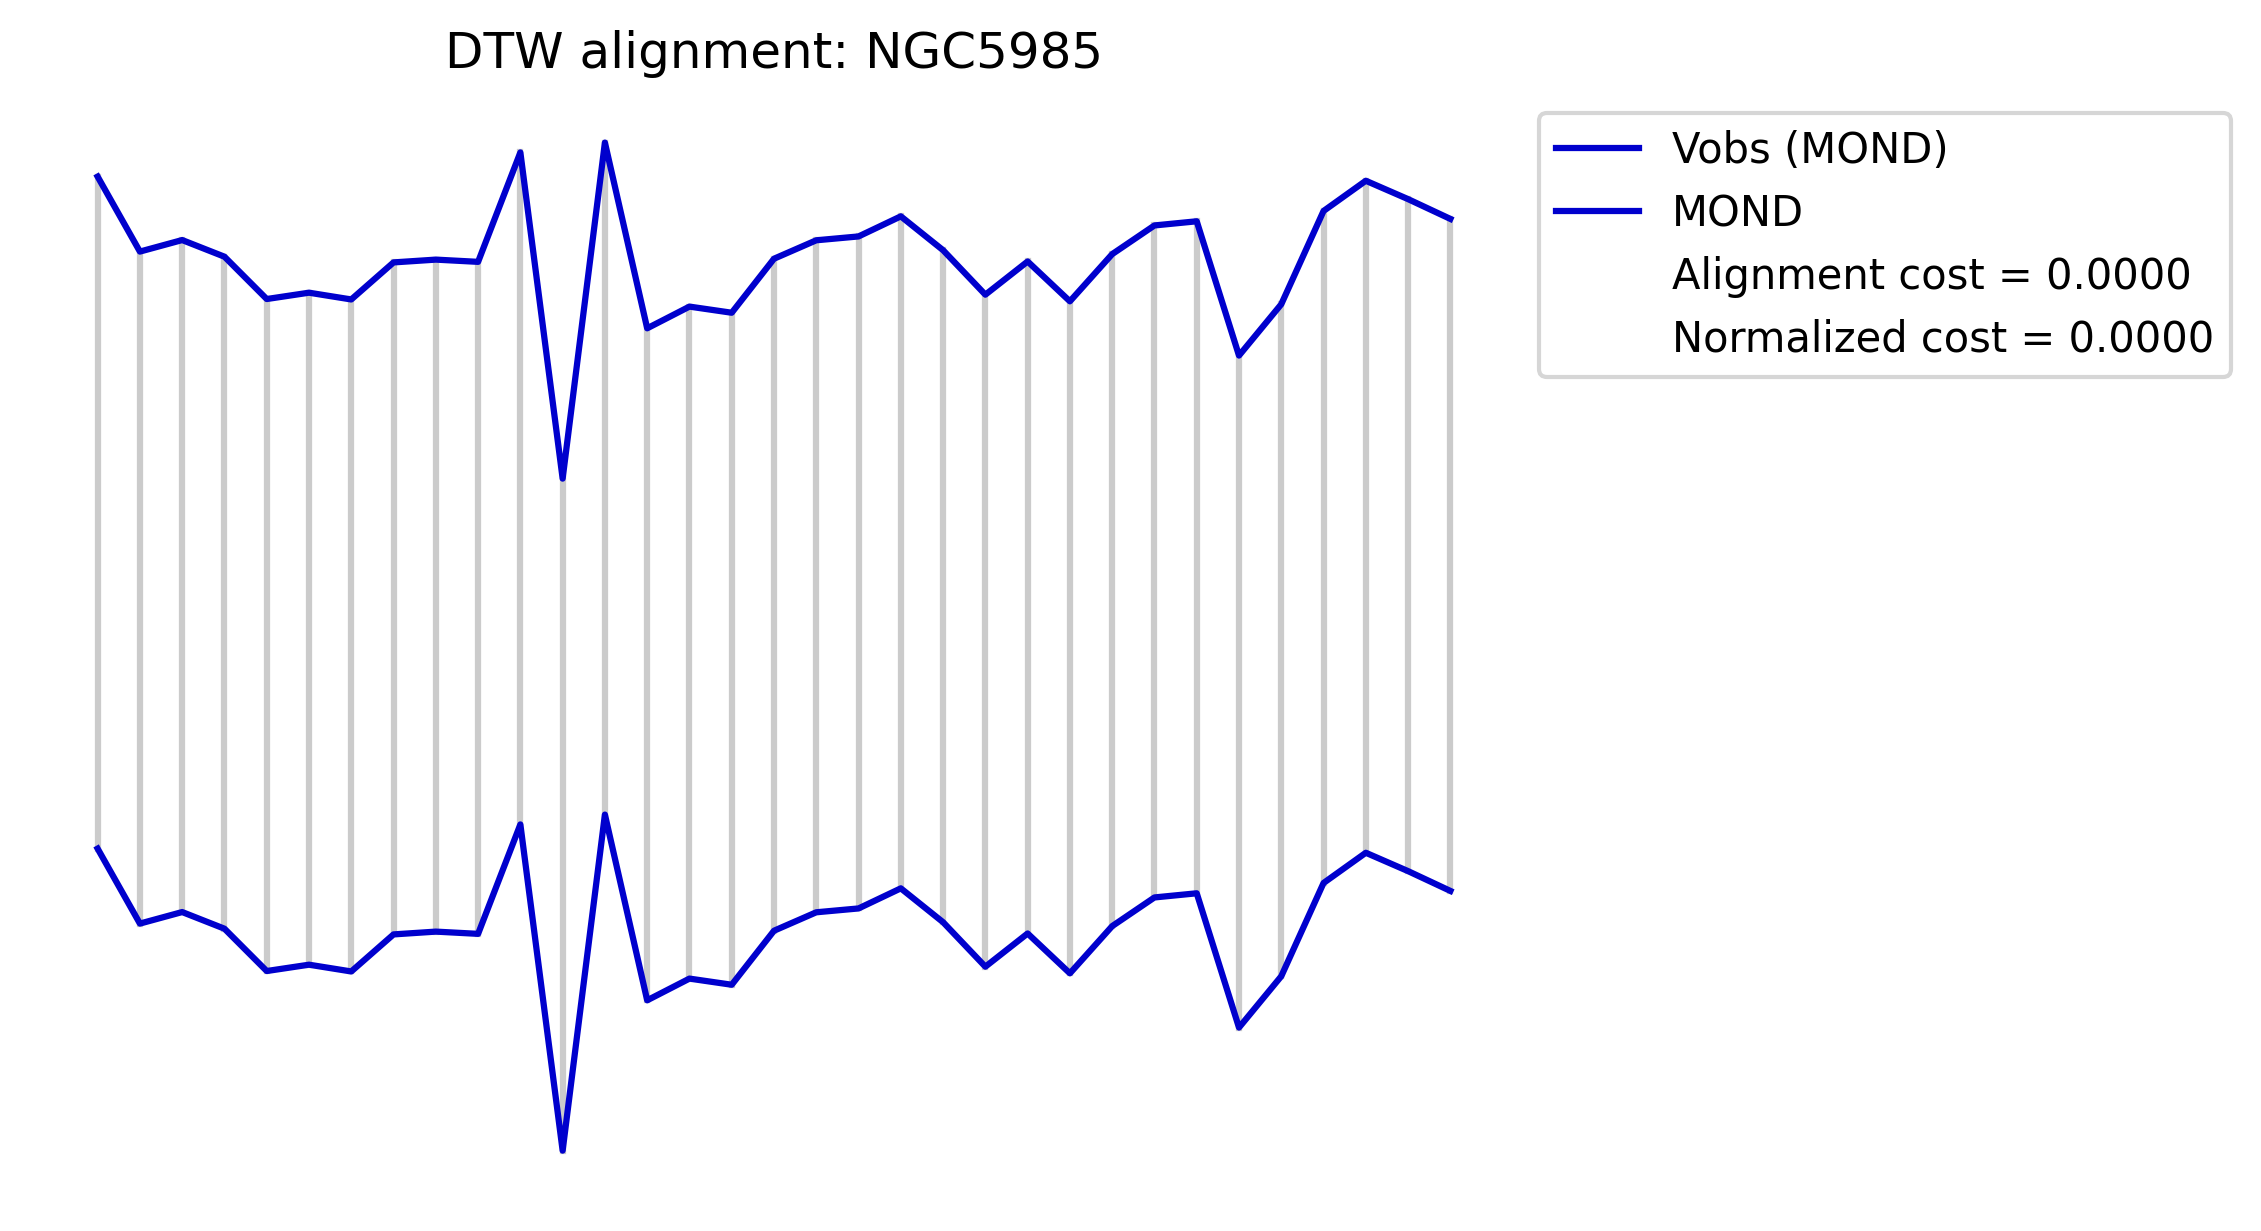 DTW alignment: NGC5985
Vobs (MOND)
MOND
Alignment cost = 0.0000
Normalized cost = 0.0000